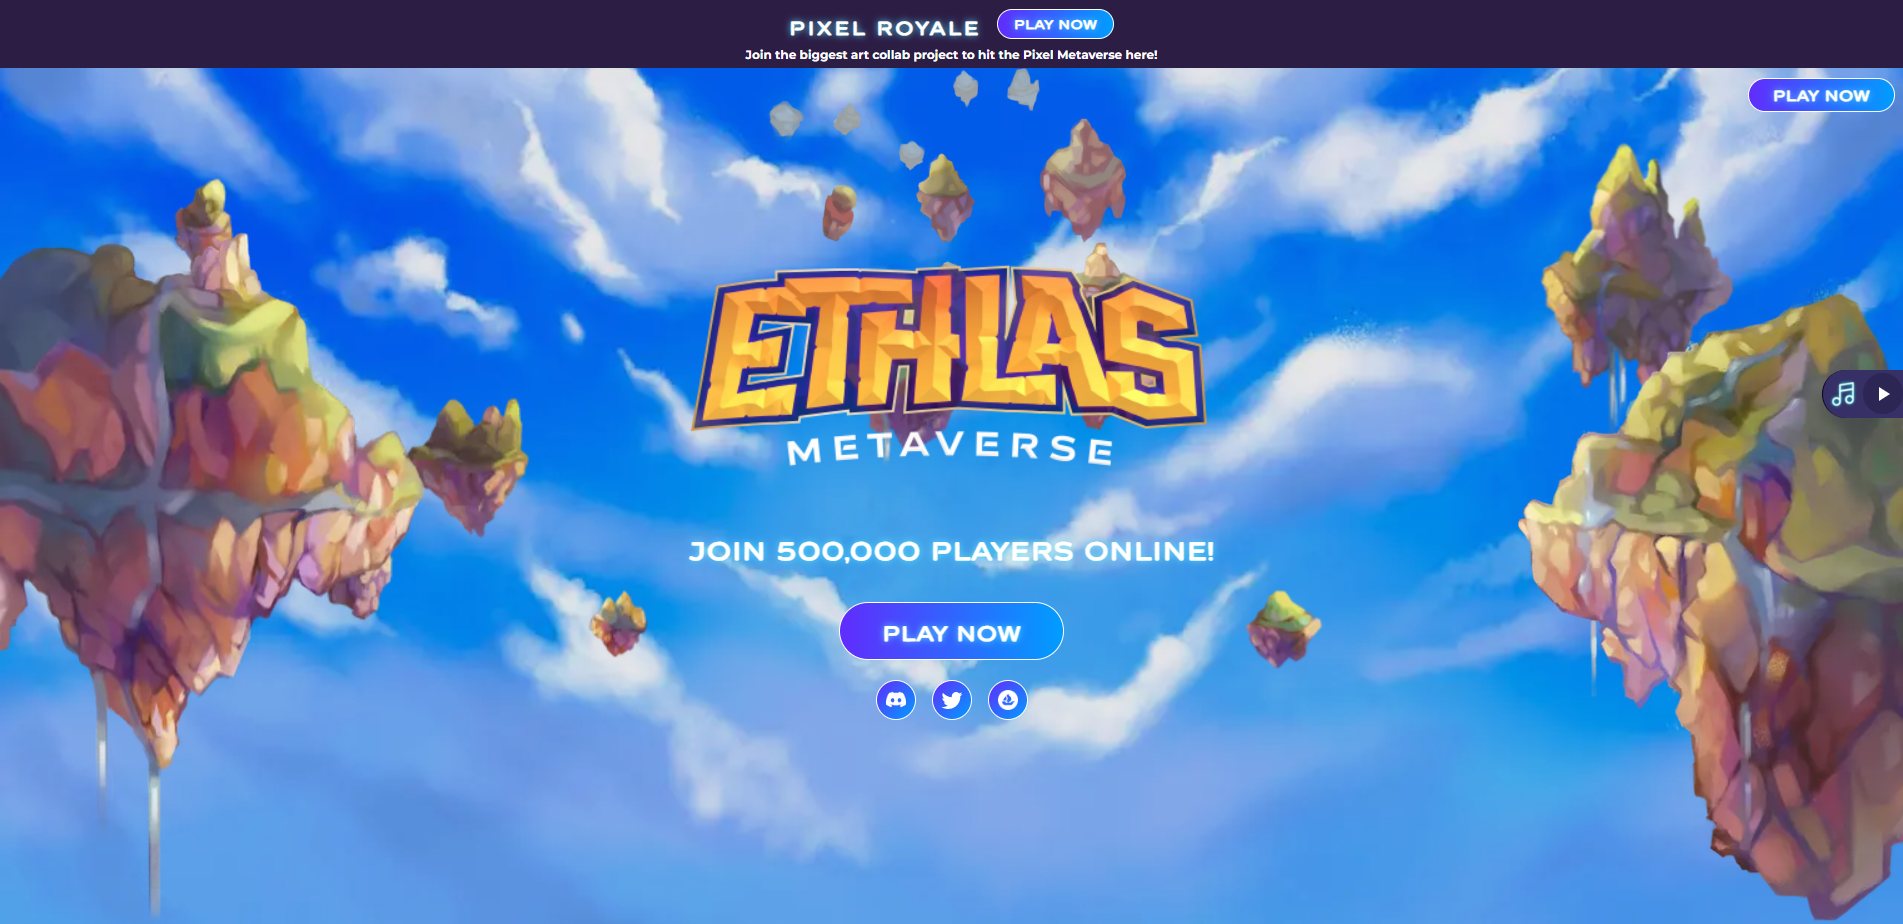 PIXEL ROYALE PLAY NOW
Join the biggest art collab project to hit the Pixel Metaverse here!
PLAY NOW
ETHLAS
METAVERSE
JOIN 500,000 PLAYERS ONLINE!
PLAY NOW